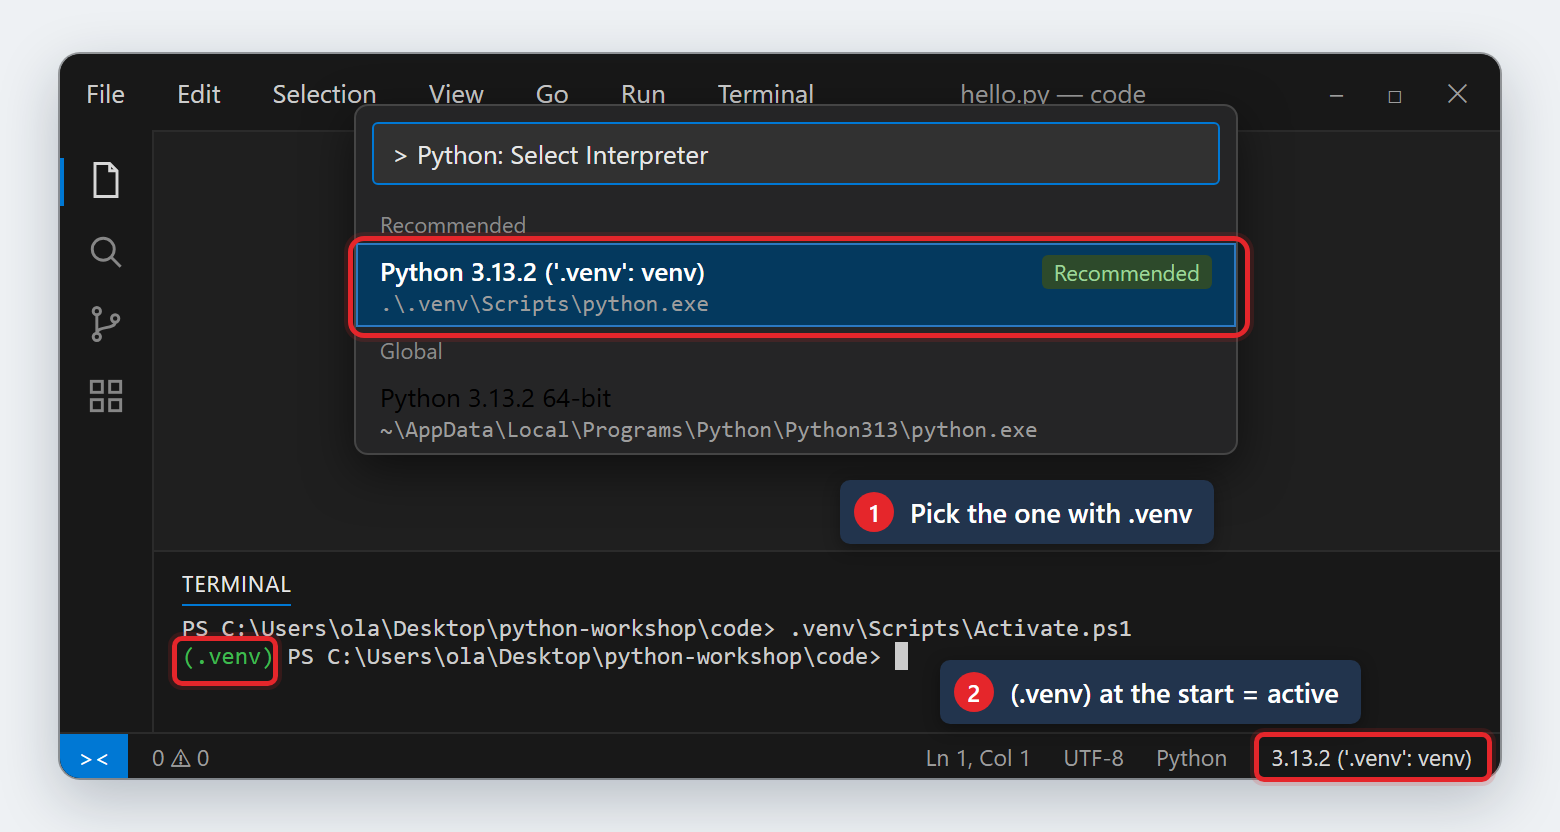 File Edit Selection View Go Run Terminal hello.py — code
> Python: Select Interpreter
Recommended
Python 3.13.2 ('.venv': venv) Recommended
.\.venv\Scripts\python.exe
Global
Python 3.13.2 64-bit
~\AppData\Local\Programs\Python\Python313\python.exe
1 Pick the one with .venv
TERMINAL
PS C:\Users\ola\Desktop\python-workshop\code> .venv\Scripts\Activate.ps1
(.venv) PS C:\Users\ola\Desktop\python-workshop\code>
2 (.venv) at the start = active
>< 0 ⚠ 0 Ln 1, Col 1 UTF-8 Python 3.13.2 ('.venv': venv)